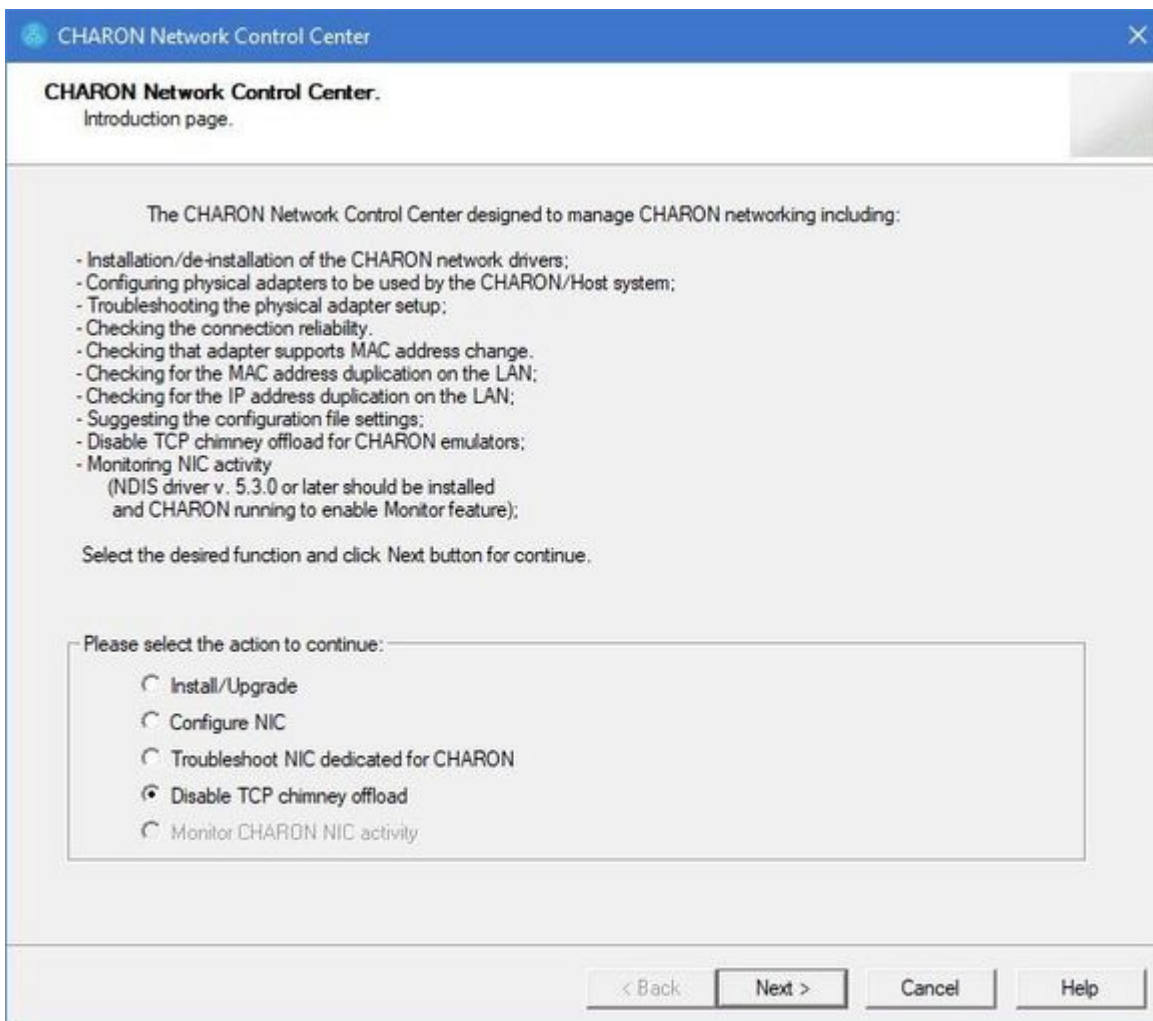 CHARON Network Control Center
CHARON Network Control Center.
Introduction page.
The CHARON Network Control Center designed to manage CHARON networking including:
- Installation/de-installation of the CHARON network drivers;
- Configuring physical adapters to be used by the CHARON/Host system;
- Troubleshooting the physical adapter setup;
- Checking the connection reliability.
- Checking that adapter supports MAC address change.
- Checking for the MAC address duplication on the LAN;
- Checking for the IP address duplication on the LAN;
- Suggesting the configuration file settings;
- Disable TCP chimney offload for CHARON emulators;
- Monitoring NIC activity
(NDIS driver v. 5.3.0 or later should be installed
and CHARON running to enable Monitor feature);
Select the desired function and click Next button for continue.
Please select the action to continue:
Install/Upgrade
Configure NIC
Troubleshoot NIC dedicated for CHARON
Disable TCP chimney offload
Monitor CHARON NIC activity
< Back Next > Cancel Help